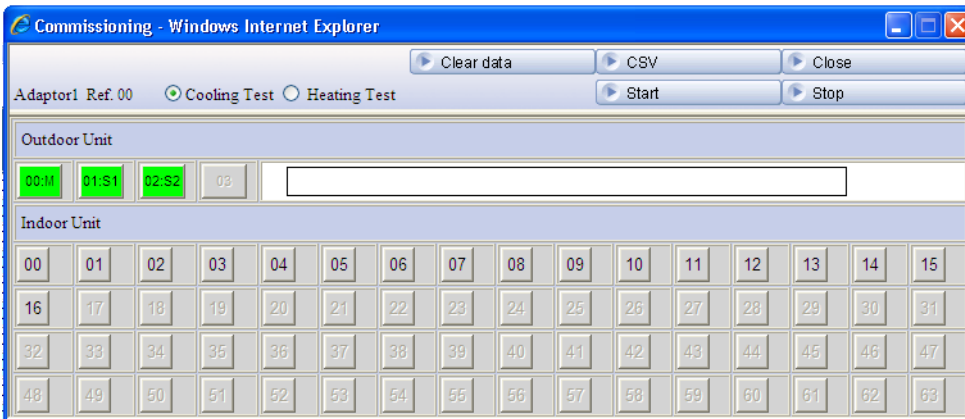 Commissioning - Windows Internet Explorer
Clear data CSV Close
Adaptor1 Ref. 00 Cooling Test Heating Test Start Stop
Outdoor Unit
00:M 01:S1 02:S2 03
Indoor Unit
00 01 02 03 04 05 06 07 08 09 10 11 12 13 14 15
16 17 18 19 20 21 22 23 24 25 26 27 28 29 30 31
32 33 34 35 36 37 38 39 40 41 42 43 44 45 46 47
48 49 50 51 52 53 54 55 56 57 58 59 60 61 62 63